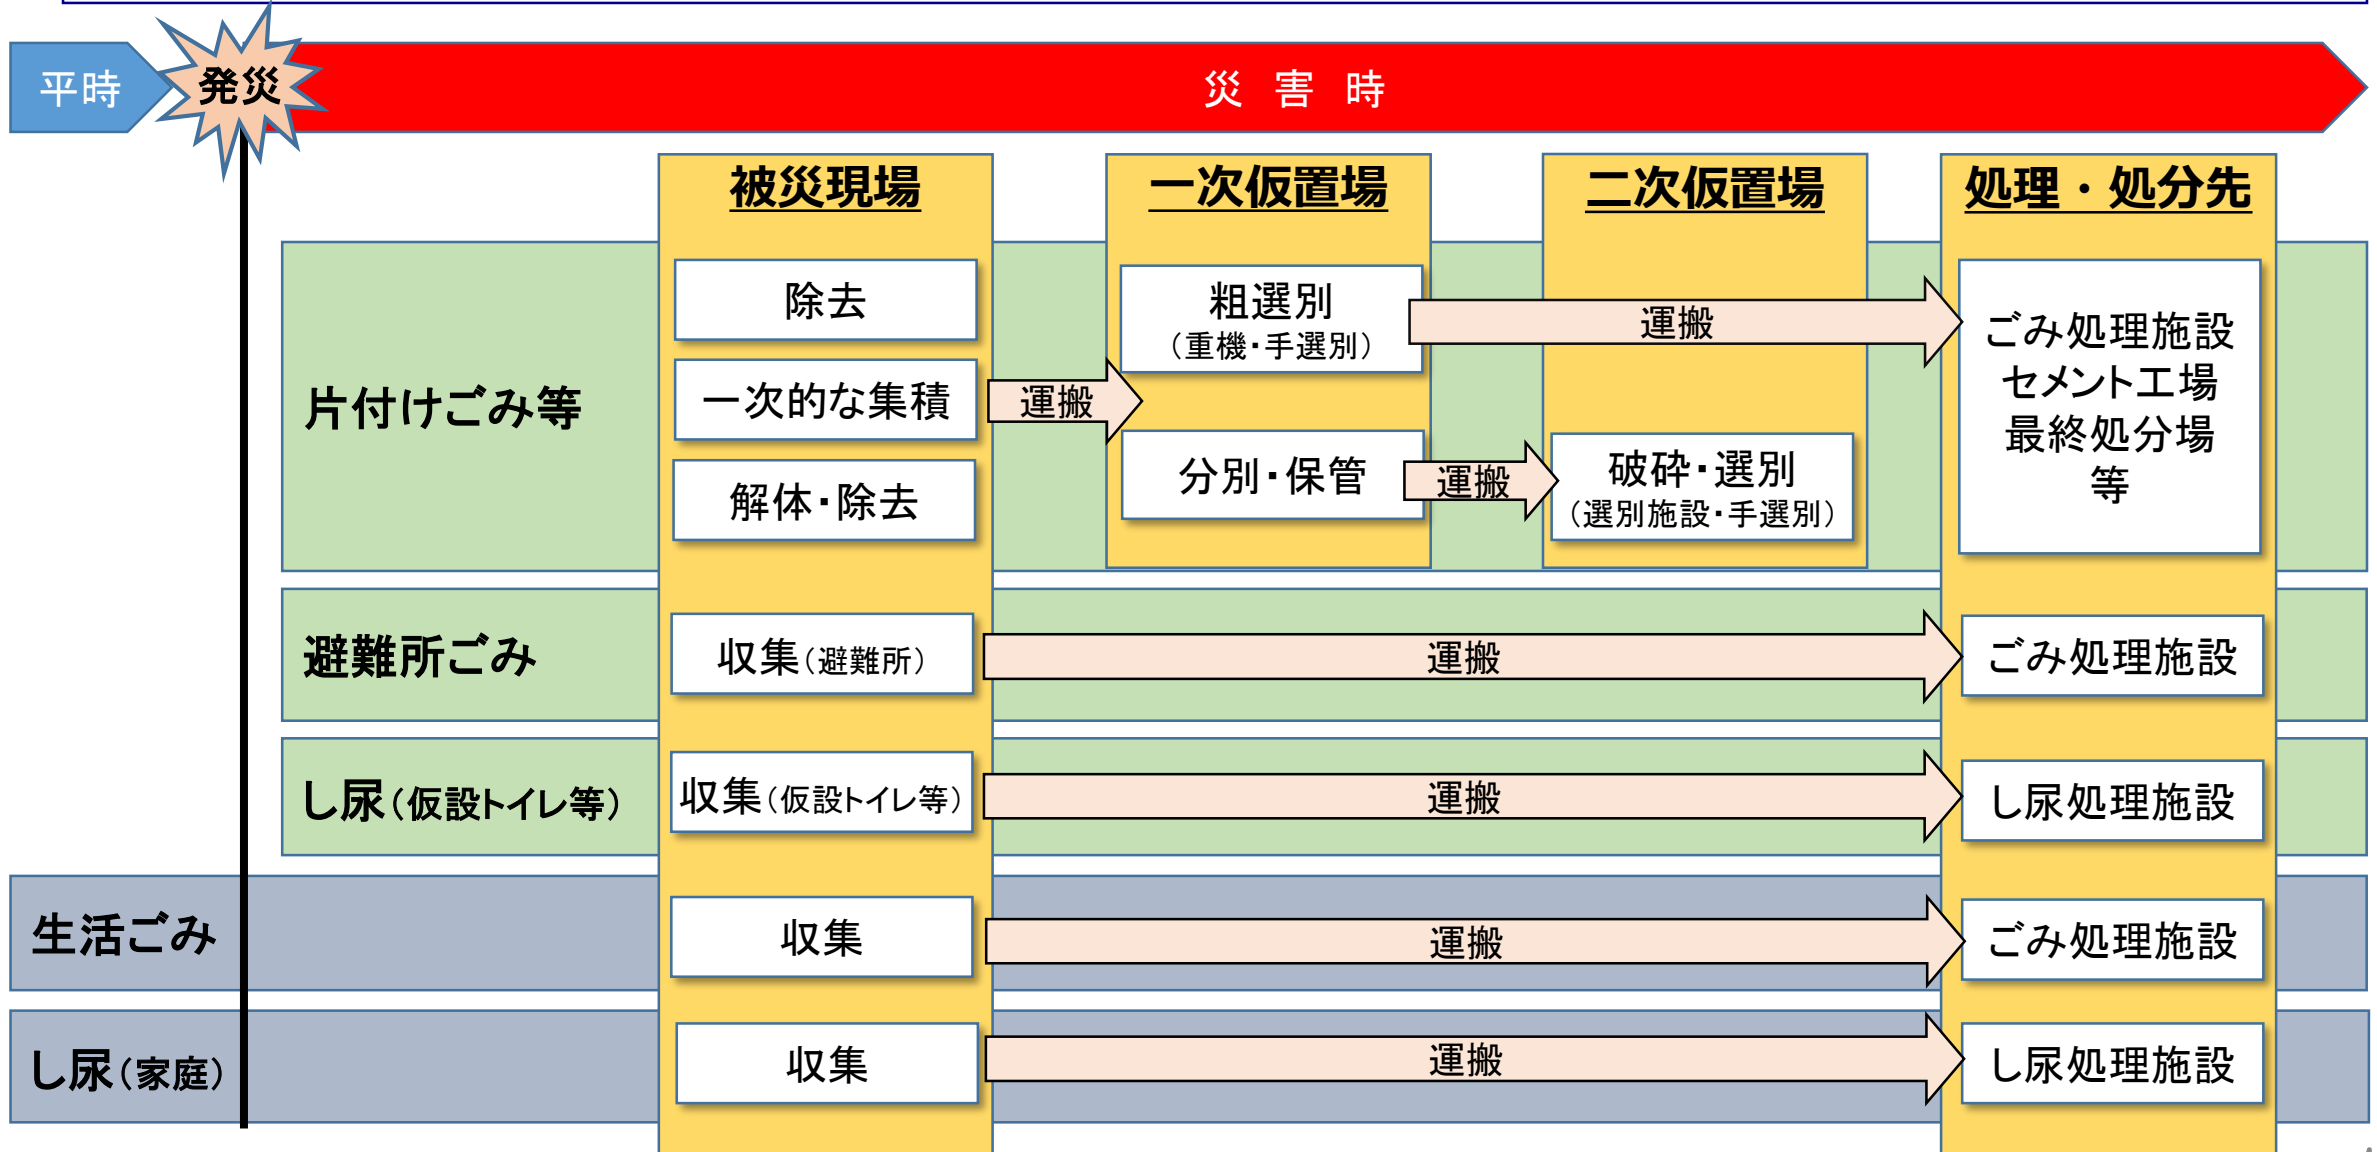 平時
発災
災 害 時
被災現場
一次仮置場
二次仮置場
処理・処分先
片付けごみ等
除去
一次的な集積
解体・除去
運搬
粗選別
（重機・手選別）
分別・保管
運搬
運搬
破砕・選別
（選別施設・手選別）
ごみ処理施設
セメント工場
最終処分場
等
避難所ごみ
収集（避難所）
運搬
ごみ処理施設
し尿（仮設トイレ等）
収集（仮設トイレ等）
運搬
し尿処理施設
生活ごみ
収集
運搬
ごみ処理施設
し尿（家庭）
収集
運搬
し尿処理施設